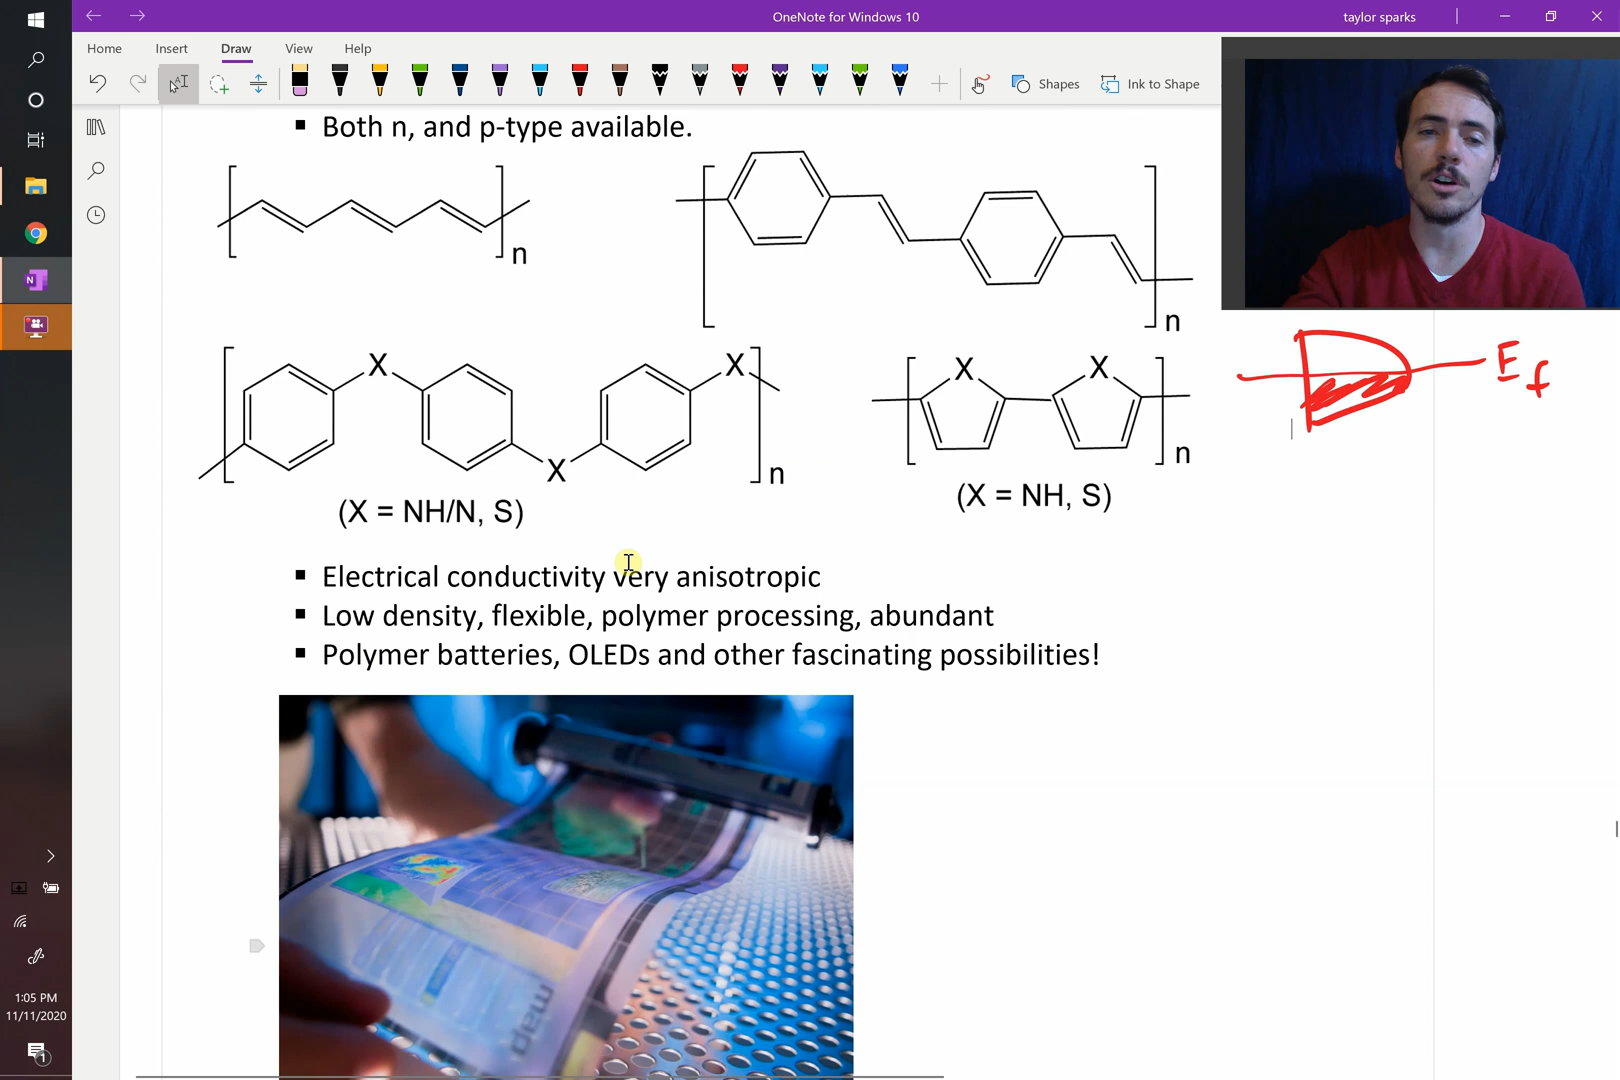 OneNote for Windows 10
taylor sparks
Home Insert Draw View Help
Shapes
Ink to Shape
Both n, and p-type available.
n
n
X X X
n
(X = NH/N, S)
X X
n
(X = NH, S)
E f
Electrical conductivity very anisotropic
Low density, flexible, polymer processing, abundant
Polymer batteries, OLEDs and other fascinating possibilities!
map
1:05 PM
11/11/2020
1